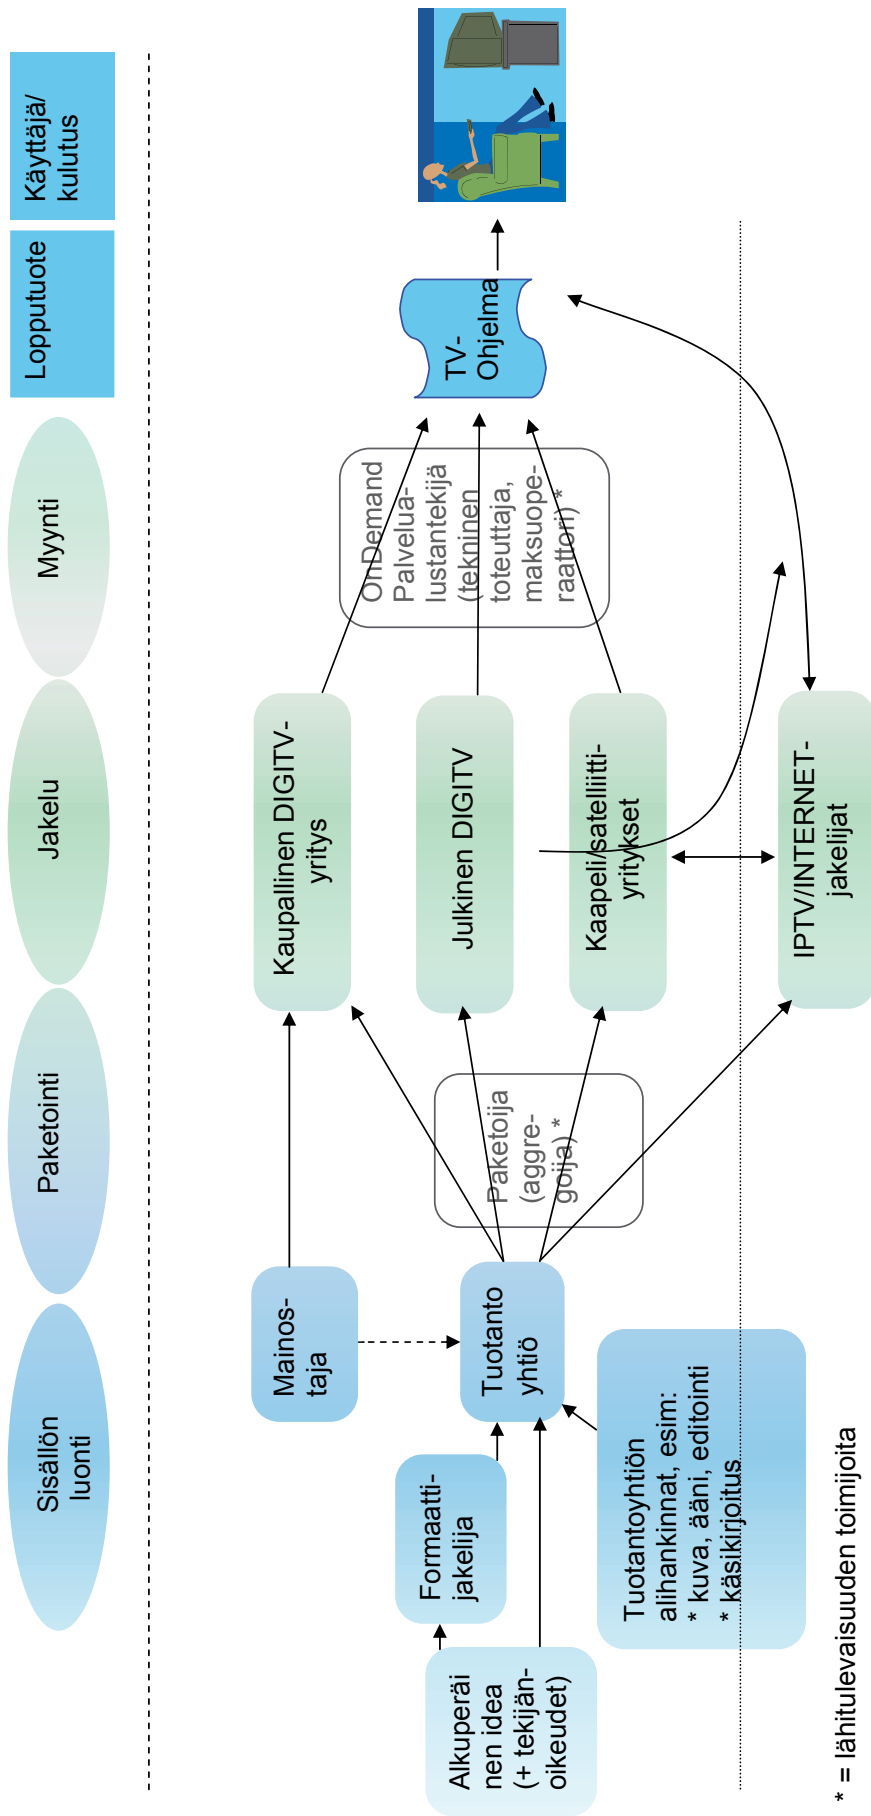 Sisällön
luonti
Paketointi
Jakelu
Myynti
Lopputuote
Käyttäjä/
kulutus
Mainos-
taja
Kaupallinen DIGITV-
yritys
OnDemand
Palvelua-
lustantekijä
(tekninen
toteuttaja,
maksuope-
raattori) *
Formaatti-
jakelija
Alkuperäi
nen idea
(+ tekijän-
oikeudet)
Tuotanto
yhtiö
Paketoija
(aggre-
goija) *
Julkinen DIGITV
TV-
Ohjelma
Kaapeli/satelliitti-
yritykset
Tuotantoyhtiön
alihankinnat, esim:
* kuva, ääni, editointi
* käsikirjoitus
IPTV/INTERNET-
jakelijat
* = lähitulevaisuuden toimijoita